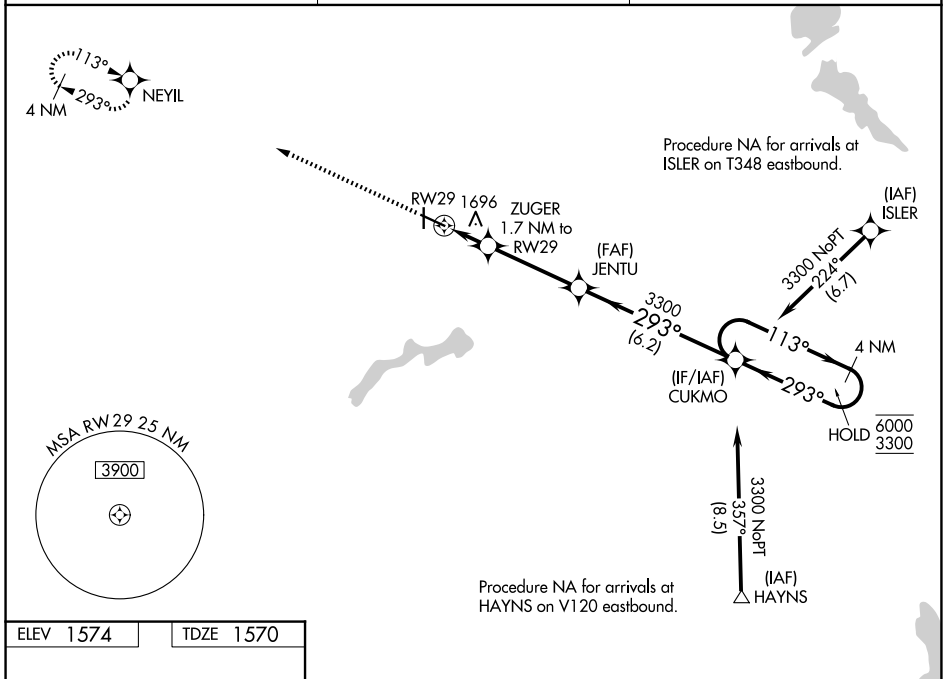 113°
293°
4 NM
NEYIL
Procedure NA for arrivals at
ISLER on T348 eastbound.
(IAF)
ISLER
3300 NoPT
224°
(6.7)
RW29
1696
ZUGER
1.7 NM to
RW29
(FAF)
JENTU
3300
293°
(6.2)
113°
4 NM
293°
(IF/IAF)
CUKMO
HOLD
6000
3300
MSA RW29 25 NM
3900
3300 NoPT
357°
(8.5)
(IAF)
HAYNS
Procedure NA for arrivals at
HAYNS on V120 eastbound.
ELEV 1574
TDZE 1570